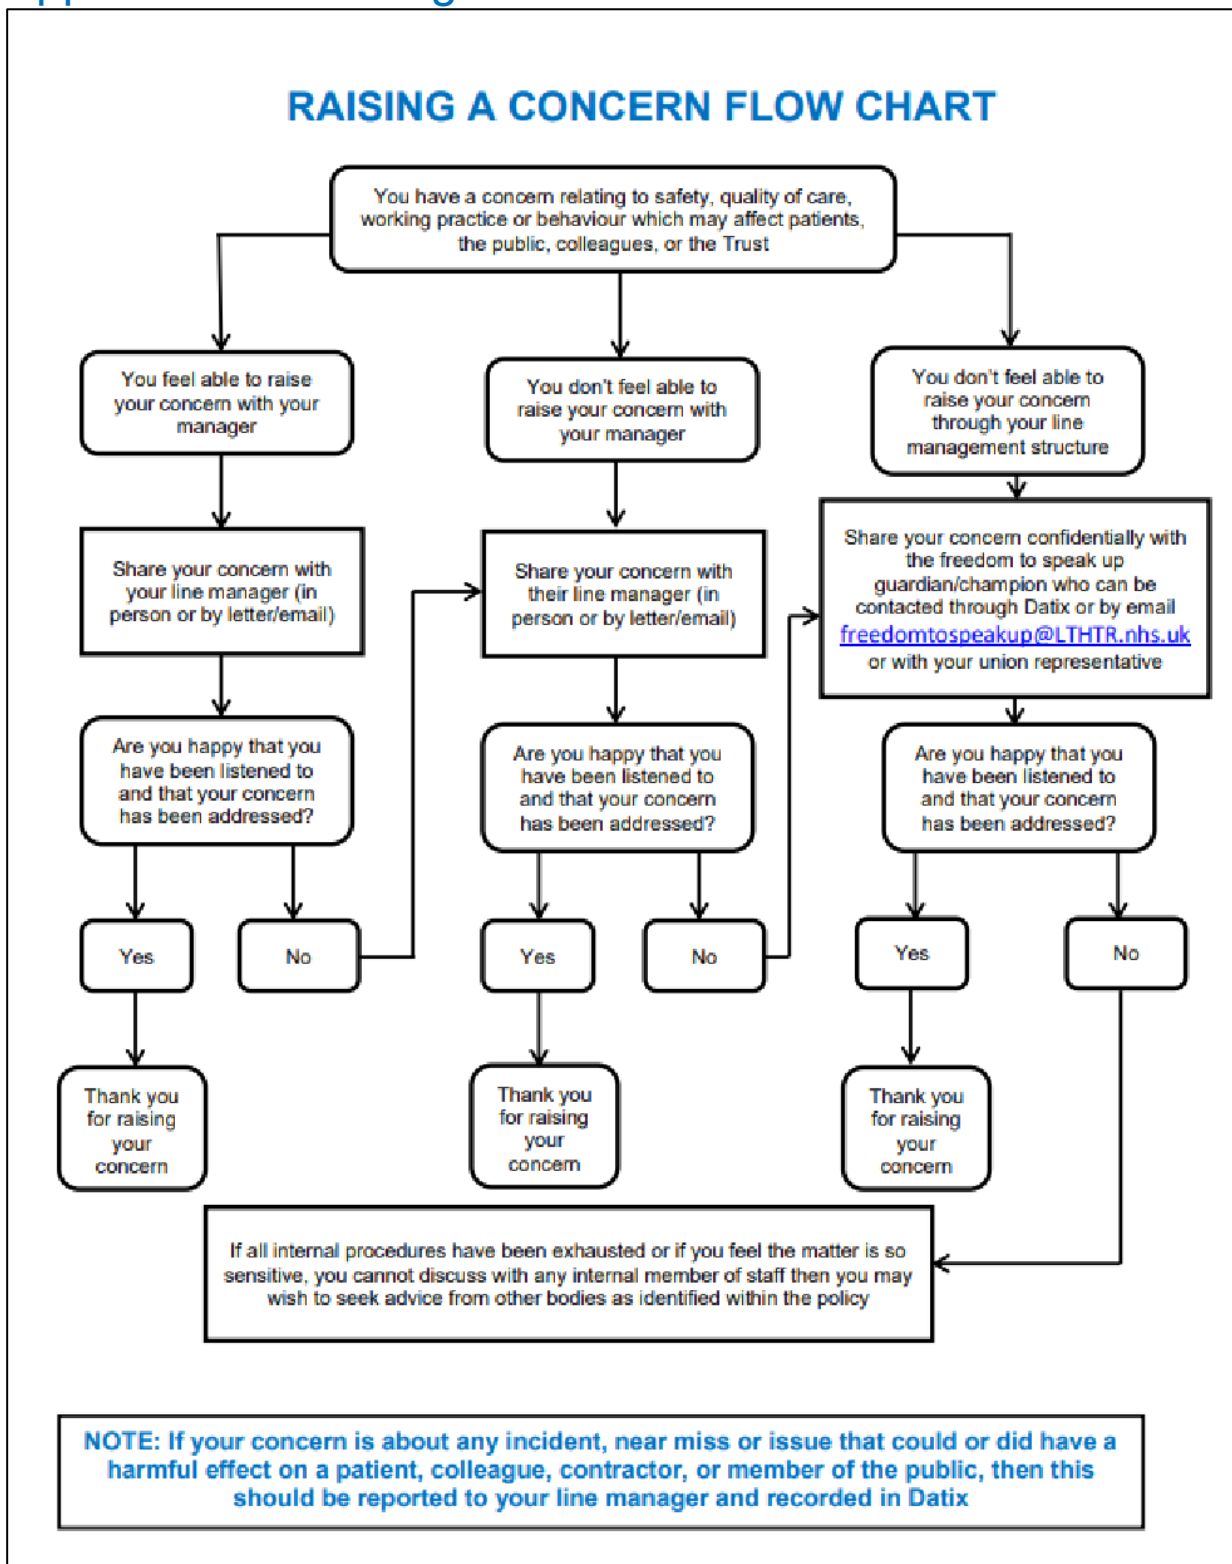 RAISING A CONCERN FLOW CHART
You have a concern relating to safety, quality of care,
working practice or behaviour which may affect patients,
the public, colleagues, or the Trust
You feel able to raise
your concern with your
manager
You don't feel able to
raise your concern with
your manager
You don't feel able to
raise your concern
through your line
management structure
Share your concern with
your line manager (in
person or by letter/email)
Share your concern with
their line manager (in
person or by letter/email)
Share your concern confidentially with
the freedom to speak up
guardian/champion who can be
contacted through Datix or by email
freedomtospeakup@LTHTR.nhs.uk
or with your union representative
Are you happy that you
have been listened to
and that your concern
has been addressed?
Are you happy that you
have been listened to
and that your concern
has been addressed?
Are you happy that you
have been listened to
and that your concern
has been addressed?
Yes
No
Yes
No
Yes
No
Thank you
for raising
your
concern
Thank you
for raising
your
concern
Thank you
for raising
your
concern
If all internal procedures have been exhausted or if you feel the matter is so
sensitive, you cannot discuss with any internal member of staff then you may
wish to seek advice from other bodies as identified within the policy
NOTE: If your concern is about any incident, near miss or issue that could or did have a
harmful effect on a patient, colleague, contractor, or member of the public, then this
should be reported to your line manager and recorded in Datix